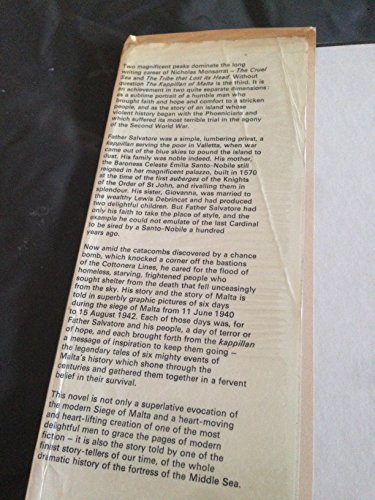 Two magnificent peaks dominate the long
writing career of Nicholas Monsarrat – The Cruel
Sea and The Tribe that Lost its Head. Without
question The Kappillan of Malta is the third. It is
an achievement in two quite separate dimensions:
as a sublime portrait of a humble man who
brought faith and hope and comfort to a stricken
people, and as the story of an island whose
violent history began with the Phoenicians and
which suffered its most terrible trial in the agony
of the Second World War.
Father Salvatore was a simple, lumbering priest, a
kappillan serving the poor in Valletta, when war
came out of the blue skies to pound the island to
dust. His family was noble indeed. His mother,
the Baroness Celeste Emilia Santo-Nobile still
reigned in her magnificent palazzo, built in 1570
at the time of the first auberges of the Knights
of the Order of St John, and rivalling them in
splendour. His sister, Giovanna, was married to
the wealthy Lewis Debrincat and had produced
two delightful children. But Father Salvatore had
only his faith to take the place of style, and the
example he could not emulate of the last Cardinal
to be sired by a Santo-Nobile a hundred
years ago.
Now amid the catacombs discovered by a chance
bomb, which knocked a corner off the bastions
of the Cottonera Lines, he cared for the flood of
homeless, starving, frightened people who
sought shelter from the death that fell unceasingly
from the sky. His story and the story of Malta is
told in superbly graphic pictures of six days
during the siege of Malta from 11 June 1940
to 15 August 1942. Each of those days was, for
Father Salvatore and his people, a day of terror or
of hope, and each brought forth from the kappillan
a message of inspiration to keep them going –
the legendary tales of six mighty events of
Malta's history which shone through the
centuries and gathered them together in a fervent
belief in their survival.
This novel is not only a superlative evocation of
the modern Siege of Malta and a heart-moving
and heart-lifting creation of one of the most
delightful men to grace the pages of modern
fiction – it is also the story told by one of the
finest story-tellers of our time, of the whole
dramatic history of the fortress of the Middle Sea.